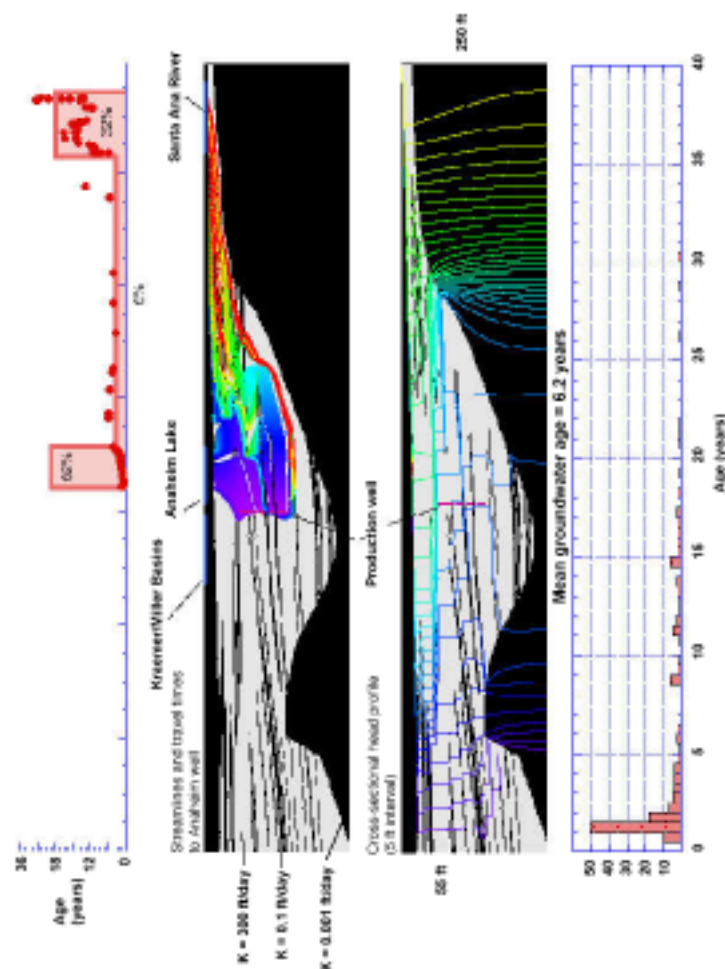 Age
(years)
36
12
0
62%
0%
Kraemer/Miller Basins
Anaheim Lake
Santa Ana River
Streamlines and travel times
to Anaheim well
K = 300 ft/day
K = 0.1 ft/day
K = 0.001 ft/day
Production well
Cross-sectional head profile
(5 ft interval)
55 ft
250 ft
Mean groundwater age = 6.2 years
50
40
30
20
10
0
5
10
15
20
25
30
35
40
Age (years)